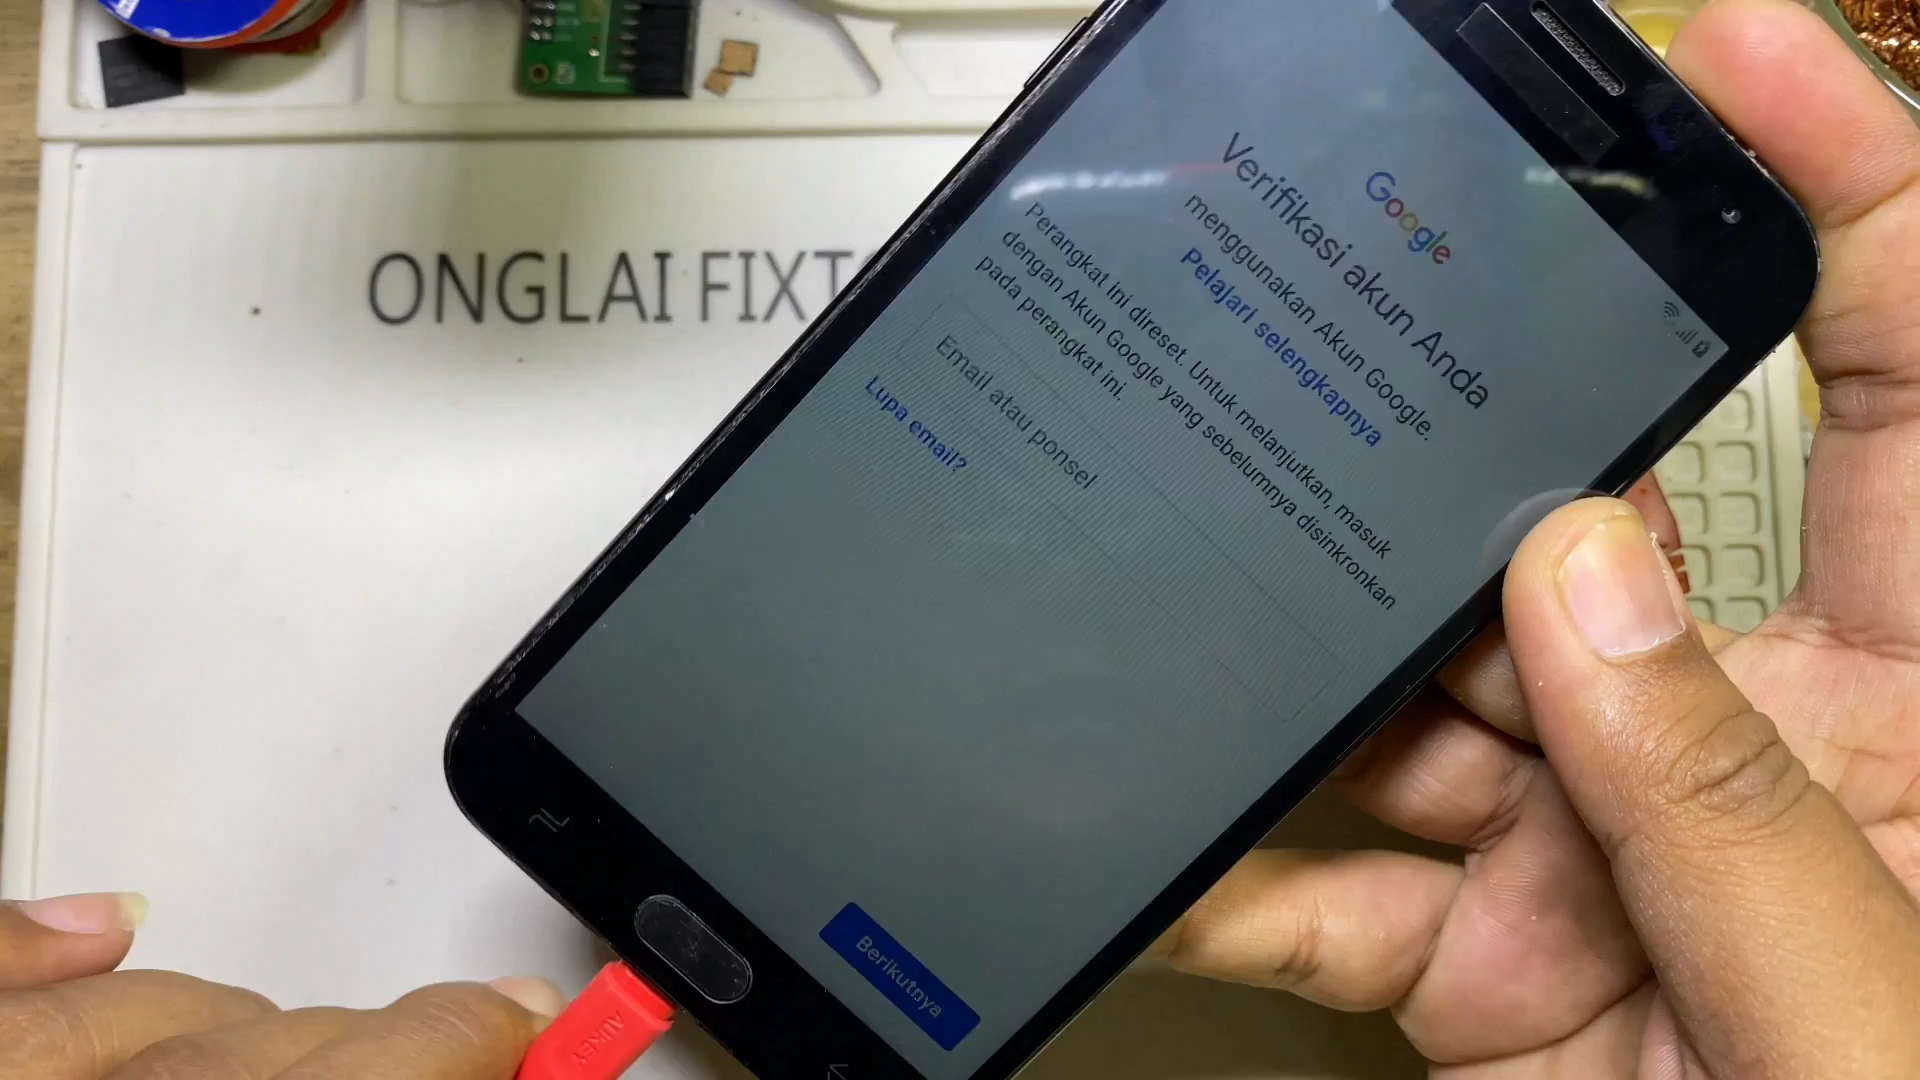 ONGLAI FIXT
Google
Verifikasi akun Anda
menggunakan Akun Google.
Pelajari selengkapnya
Perangkat ini direset. Untuk melanjutkan, masuk
dengan Akun Google yang sebelumnya disinkronkan
pada perangkat ini.
Email atau ponsel
Lupa email?
Berikutnya
AUKEY